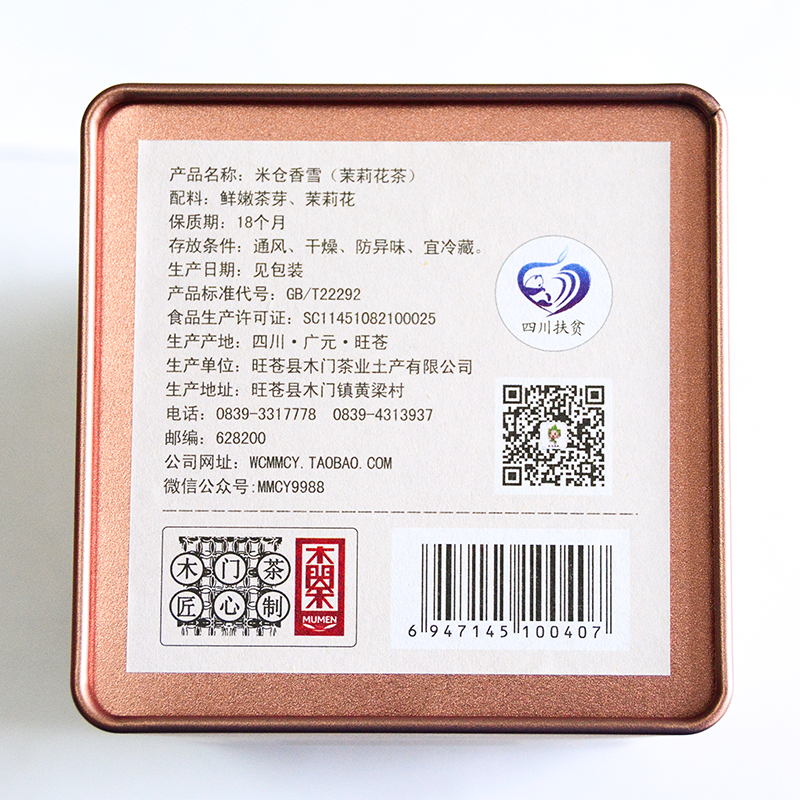 产品名称：米仓香雪（茉莉花茶）
配料：鲜嫩茶芽、茉莉花
保质期：18个月
存放条件：通风、干燥、防异味、宜冷藏。
生产日期：见包装
产品标准代号：GB/T22292
食品生产许可证：SC11451082100025
生产产地：四川·广元·旺苍
生产单位：旺苍县木门茶业土产有限公司
生产地址：旺苍县木门镇黄梁村
电话：0839-3317778 0839-4313937
邮编：628200
公司网址：WCMMCY.TAOBAO.COM
微信公众号:MMCY9988
四川扶贫
木门茶
匠心制
MUMEN
6 947145 100407